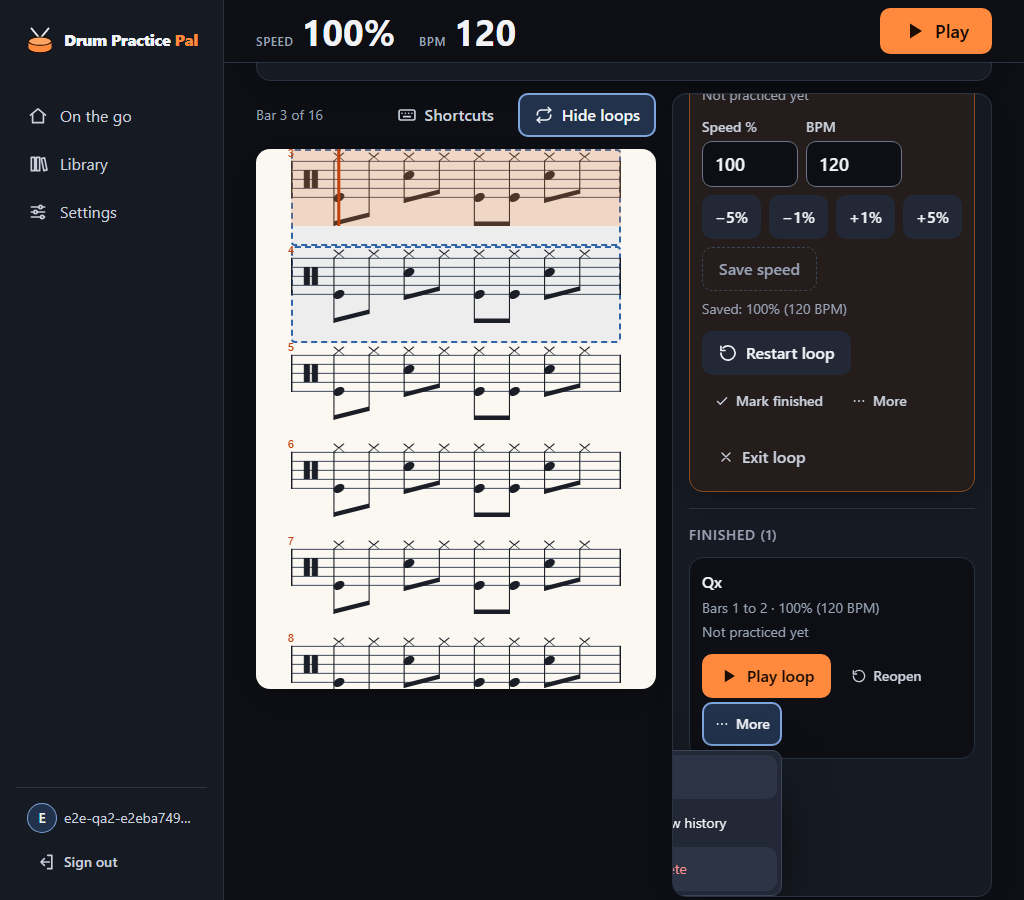 Drum Practice Pal
On the go
Library
Settings
E
e2e-qa2-e2eba749...
Sign out
SPEED 100% BPM 120
Play
Bar 3 of 16
Shortcuts
Hide loops
3
4
5
6
7
8
Not practiced yet
Speed % BPM
100 120
−5% −1% +1% +5%
Save speed
Saved: 100% (120 BPM)
Restart loop
Mark finished
··· More
Exit loop
FINISHED (1)
Qx
Bars 1 to 2 · 100% (120 BPM)
Not practiced yet
Play loop
Reopen
··· More
w history
ete